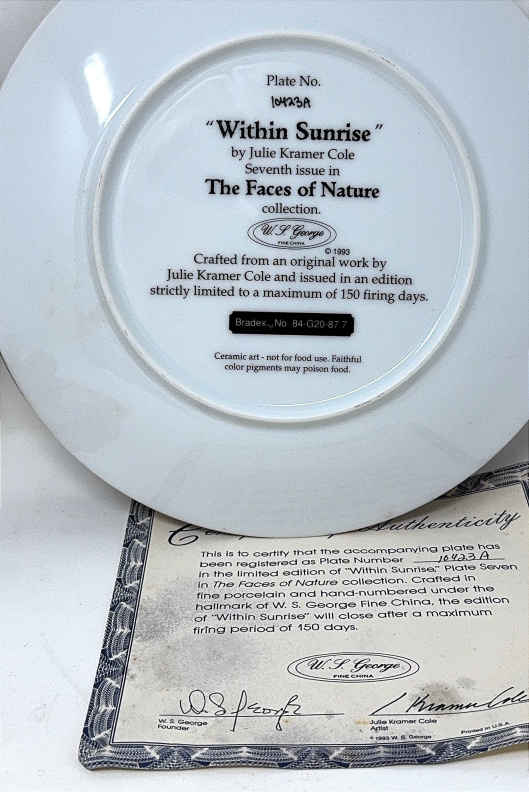 Plate No.
10423A
"Within Sunrise"
by Julie Kramer Cole
Seventh issue in
The Faces of Nature
collection.
W. S. George
FINE CHINA
© 1993
Crafted from an original work by
Julie Kramer Cole and issued in an edition
strictly limited to a maximum of 150 firing days.
Bradex No. 84-G20-87.7
Ceramic art - not for food use. Faithful
color pigments may poison food.
Authenticity
This is to certify that the accompanying plate has
been registered as Plate Number 10423A
in the limited edition of "Within Sunrise," Plate Seven
in The Faces of Nature collection. Crafted in
fine porcelain and hand-numbered under the
hallmark of W. S. George Fine China, the edition
of "Within Sunrise" will close after a maximum
firing period of 150 days.
W. S. George
FINE CHINA
W. S. George
Kramer Cole
W. S. George
Founder
Julie Kramer Cole
Artist
© 1993 W. S. George
Printed in U.S.A.